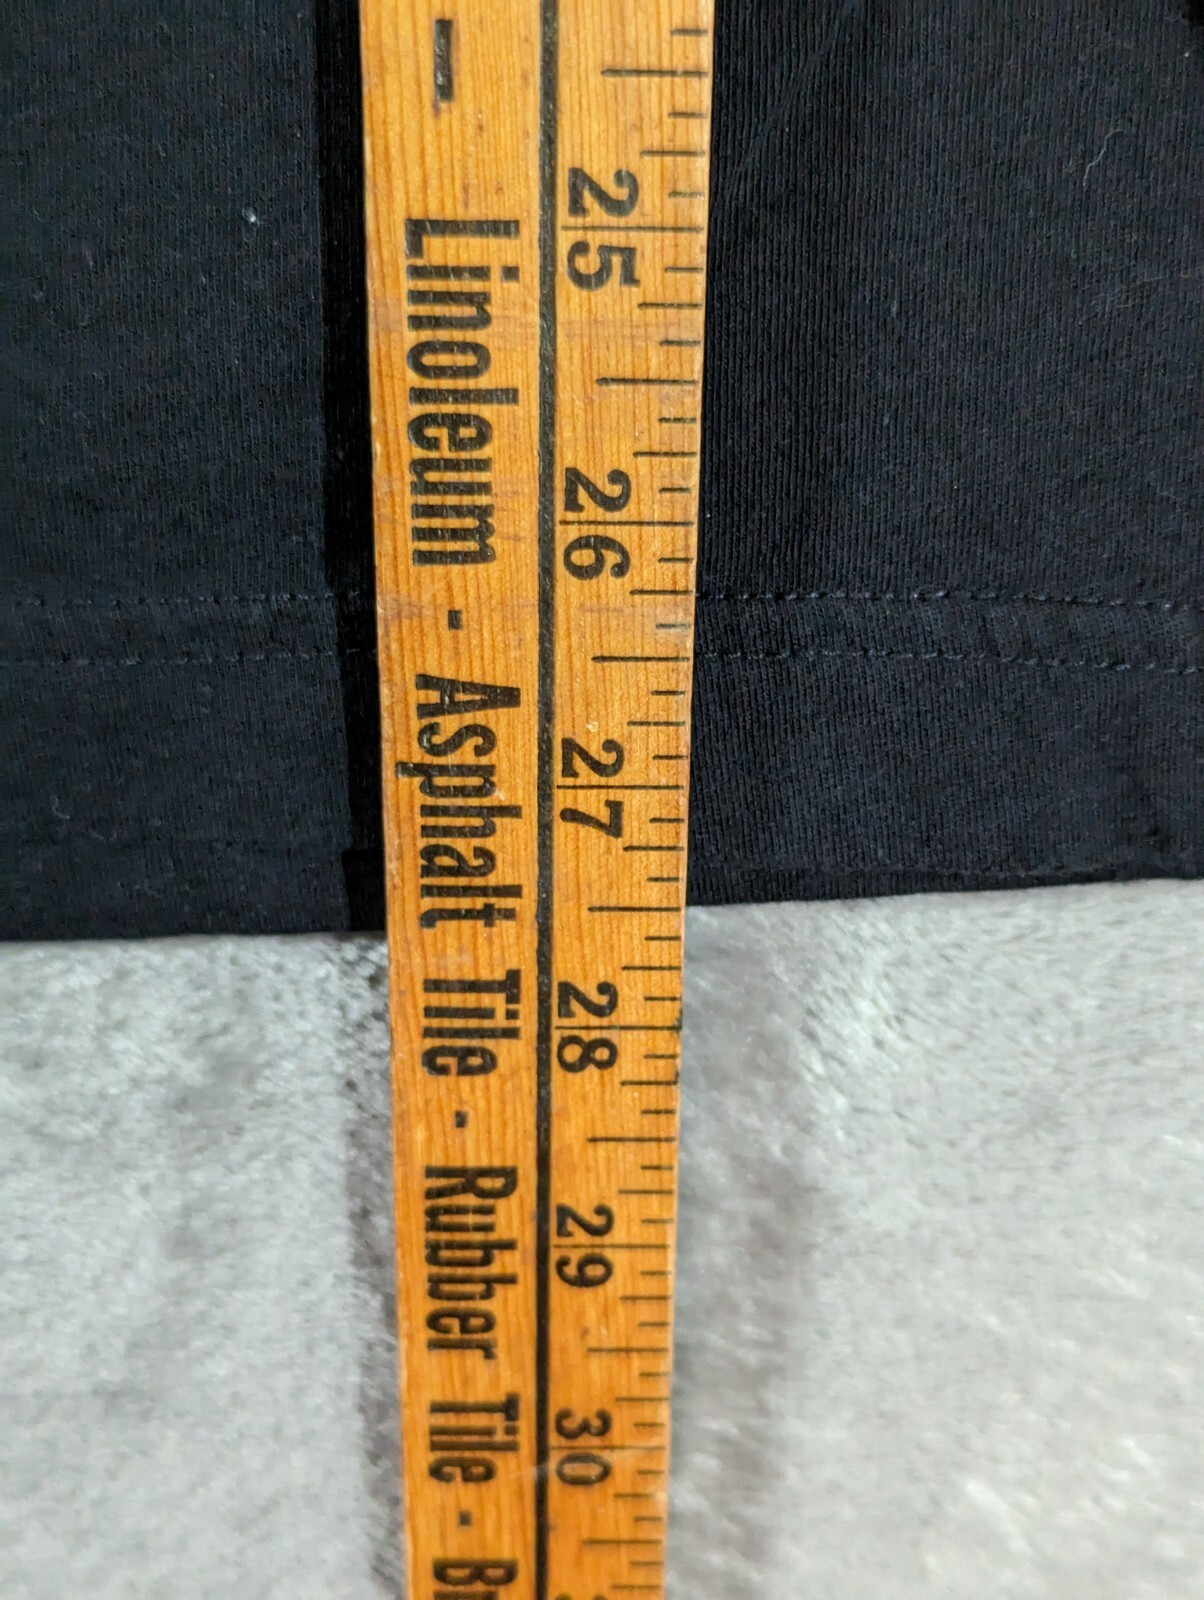 - Linoleum - Asphalt Tile - Rubber Tile -
25 26 27 28 29 30